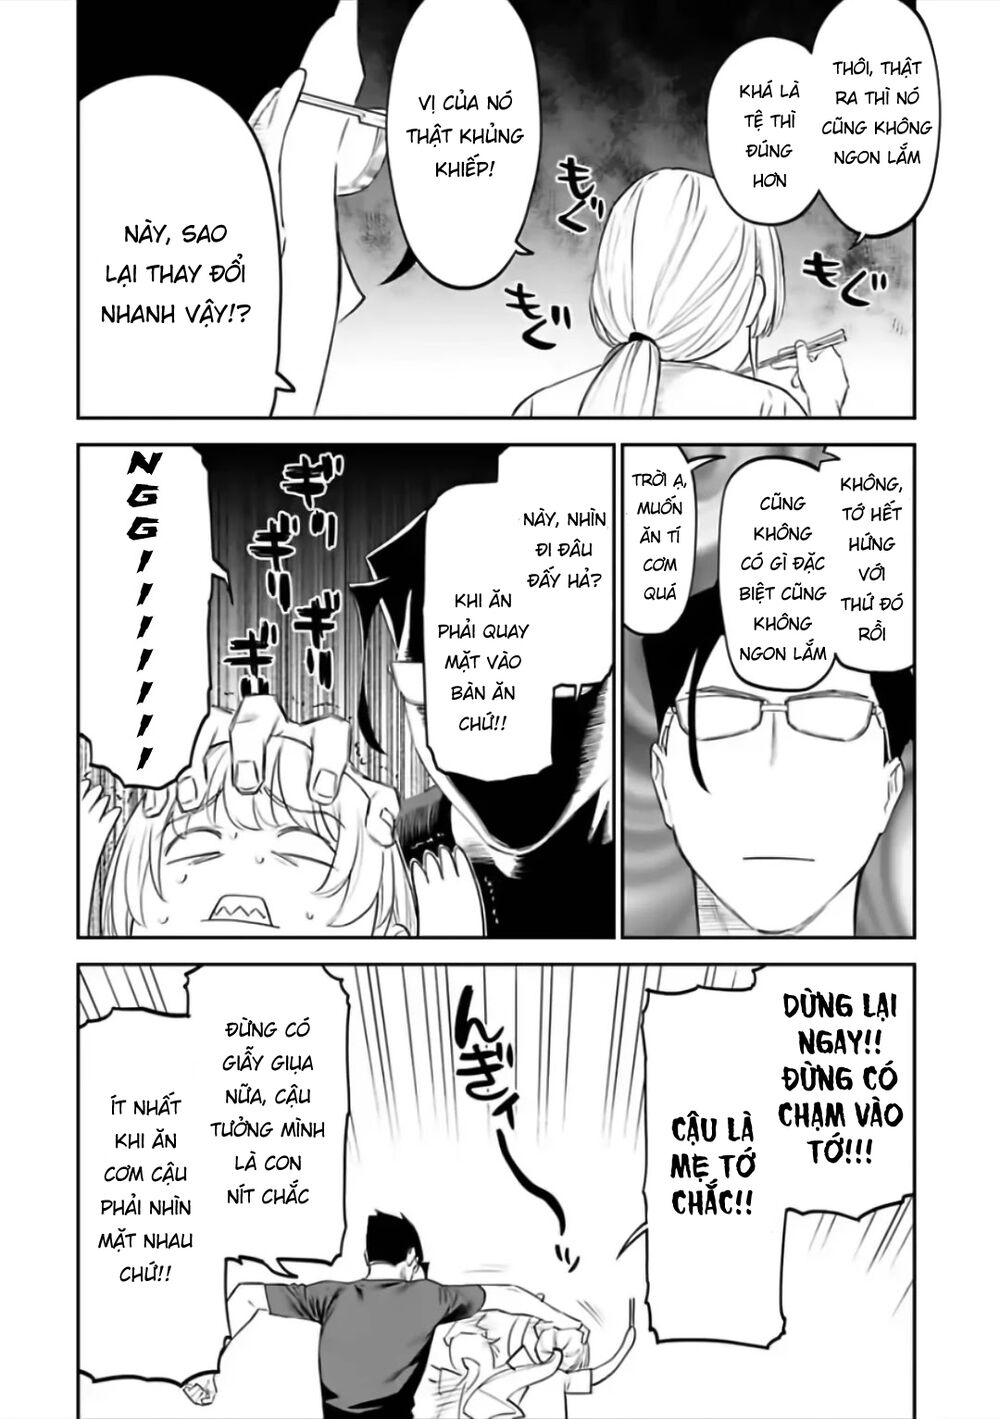 THÔI, THẬT
RA THÌ NÓ
CŨNG KHÔNG
NGON LẮM
KHÁ LÀ
TỆ THÌ
ĐÚNG
HƠN
VỊ CỦA NÓ
THẬT KHỦNG
KHIẾP!
NÀY, SAO
LẠI THAY ĐỔI
NHANH VẬY!?
もぐ
もぐ
もぐ
KHÔNG,
TỚ HẾT
HỨNG
VỚI
THỨ ĐÓ
RỒI
CŨNG
KHÔNG
CÓ GÌ ĐẶC
BIỆT CŨNG
KHÔNG
NGON LẮM
TRỜI Ạ,
MUỐN
ĂN TÍ
CƠM
QUÁ
NÀY, NHÌN
ĐI ĐÂU
ĐẤY HẢ?
KHI ĂN
PHẢI QUAY
MẶT VÀO
BÀN ĂN
CHỨ!!
ギリ
ギギギ
NGGIIIIIII
DỪNG LẠI
NGAY!!
ĐỪNG CÓ
CHẠM VÀO
TỚ!!!
CẬU LÀ
MẸ TỚ
CHẮC!!
んぎィ
ĐỪNG CÓ
GIẪY GIỤA
NỮA, CẬU
TƯỞNG MÌNH
LÀ CON
NÍT CHẮC
ÍT NHẤT
KHI ĂN
CƠM CẬU
PHẢI NHÌN
MẶT NHAU
CHỨ!!